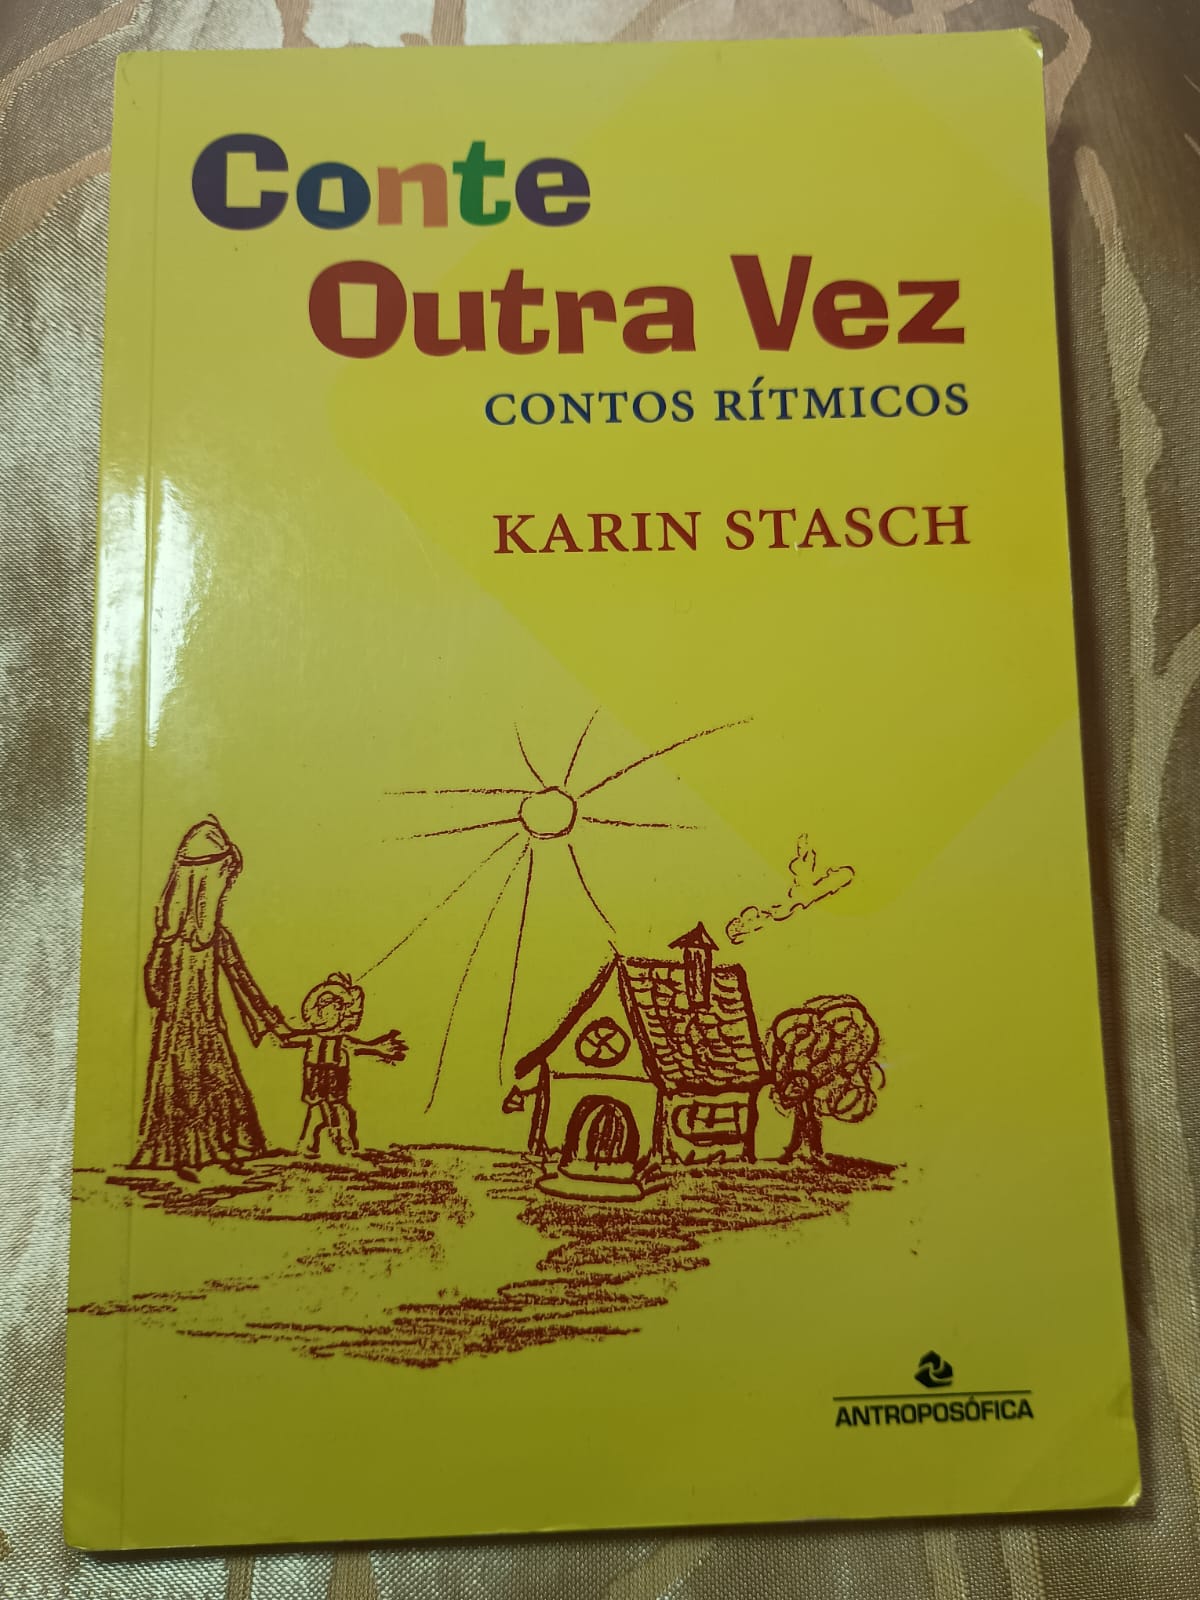 Conte
Outra Vez
CONTOS RÍTMICOS
KARIN STASCH
ANTROPOSÓFICA